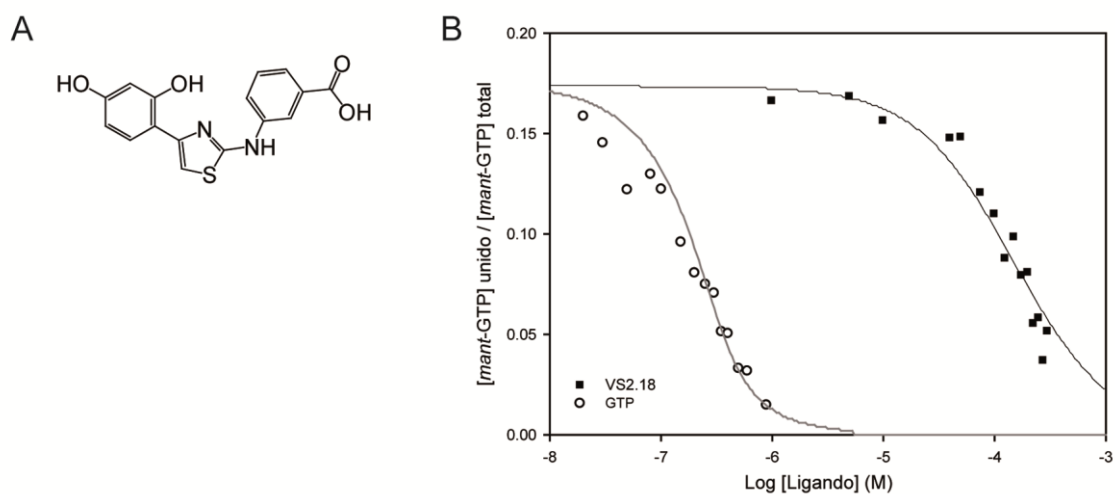 A
B
HO
OH
O
OH
N
NH
S
[mant-GTP] unido / [mant-GTP] total
0.20
0.15
0.10
0.05
0.00
VS2.18
GTP
-8
-7
-6
-5
-4
-3
Log [Ligando] (M)